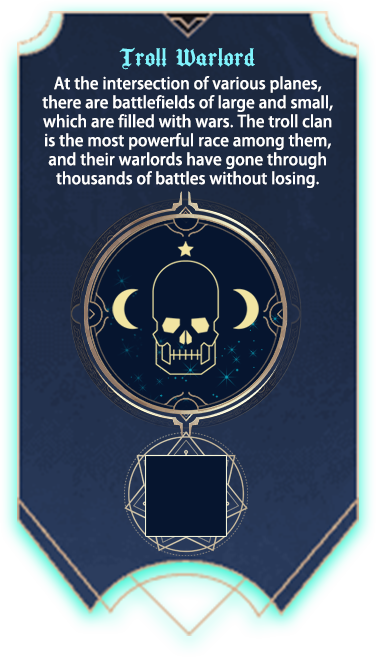 Troll Warlord
At the intersection of various planes,
there are battlefields of large and small,
which are filled with wars. The troll clan
is the most powerful race among them,
and their warlords have gone through
thousands of battles without losing.